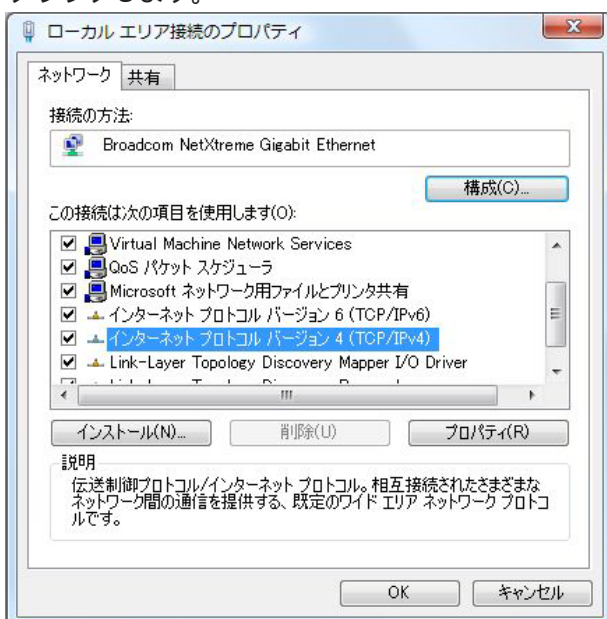 クリックします。
ローカル エリア接続のプロパティ
ネットワーク 共有
接続の方法:
Broadcom NetXtreme Gigabit Ethernet
構成(C)...
この接続は次の項目を使用します(O):
Virtual Machine Network Services
QoS パケット スケジューラ
Microsoft ネットワーク用ファイルとプリンタ共有
インターネット プロトコル バージョン 6 (TCP/IPv6)
インターネット プロトコル バージョン 4 (TCP/IPv4)
Link-Layer Topology Discovery Mapper I/O Driver
インストール(N)... 削除(U) プロパティ(R)
説明
伝送制御プロトコル/インターネット プロトコル。相互接続されたさまざまな
ネットワーク間の通信を提供する、既定のワイド エリア ネットワーク プロトコ
ルです。
OK キャンセル